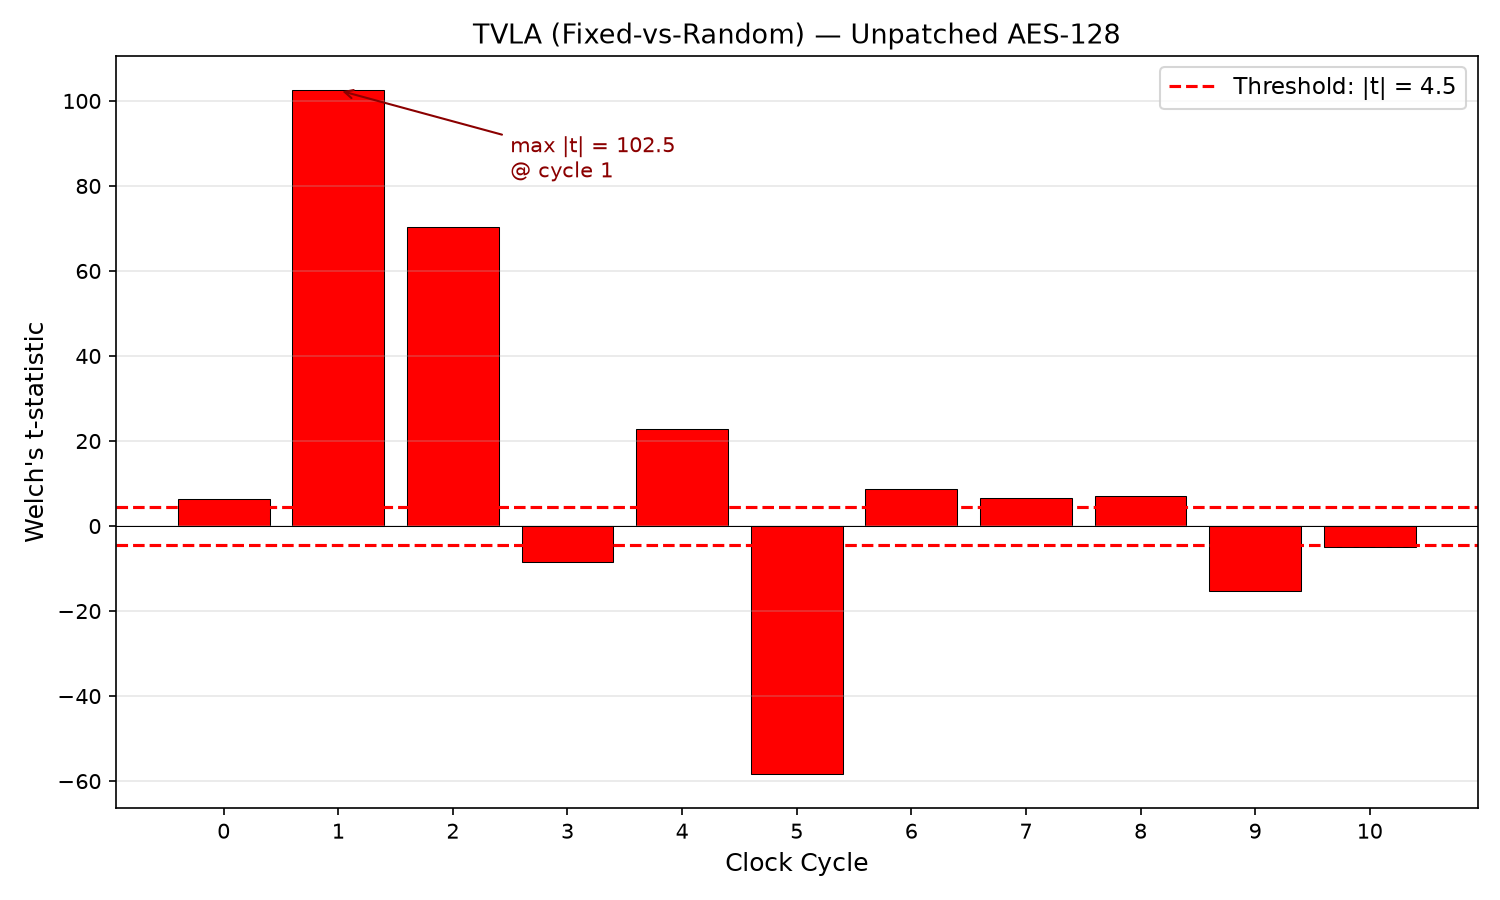 TVLA (Fixed-vs-Random) — Unpatched AES-128
Threshold: |t| = 4.5
max |t| = 102.5
@ cycle 1
Welch's t-statistic
100
80
60
40
20
0
−20
−40
−60
0 1 2 3 4 5 6 7 8 9 10
Clock Cycle